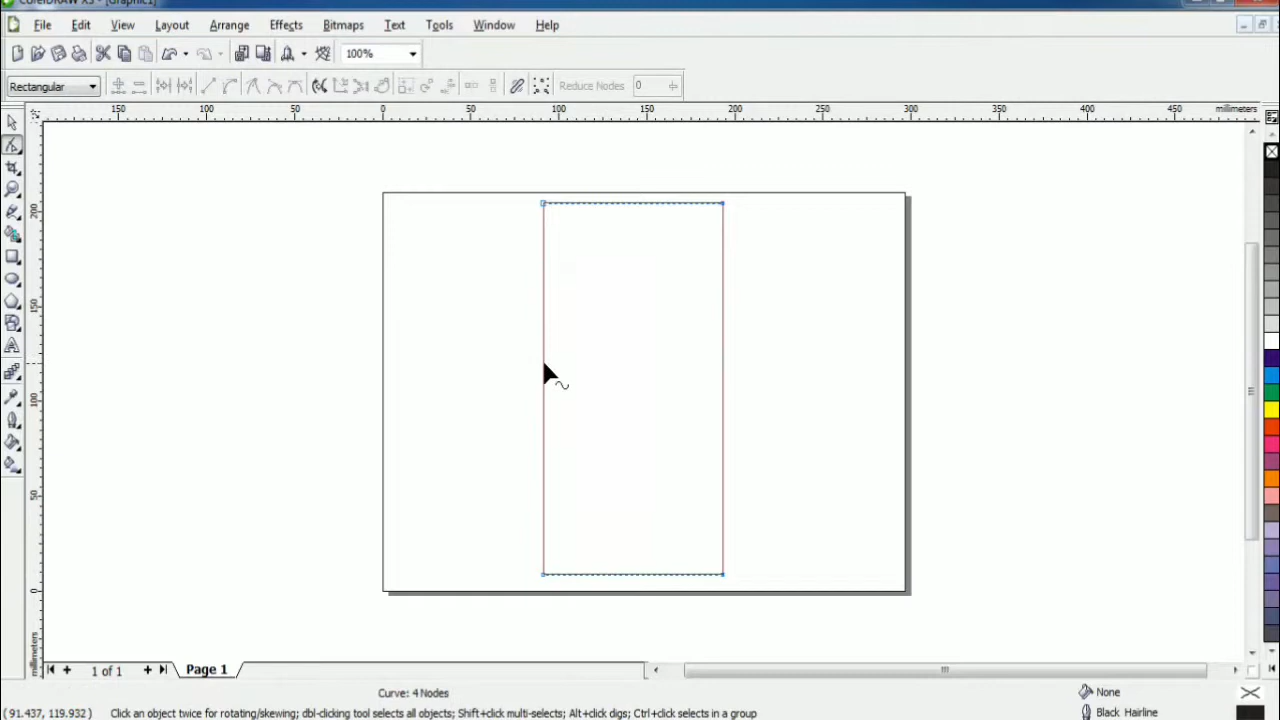 CorelDRAW X3 - [Graphic1]
File Edit View Layout Arrange Effects Bitmaps Text Tools Window Help
100%
Rectangular Reduce Nodes 0
150 100 50 0 50 100 150 200 250 300 350 400 450 millimeters
200
150
100
50
0
millimeters
1 of 1 Page 1
Curve: 4 Nodes None
( 91.437, 119.932 ) Click an object twice for rotating/skewing; dbl-clicking tool selects all objects; Shift+click multi-selects; Alt+click digs; Ctrl+click selects in a group Black Hairline